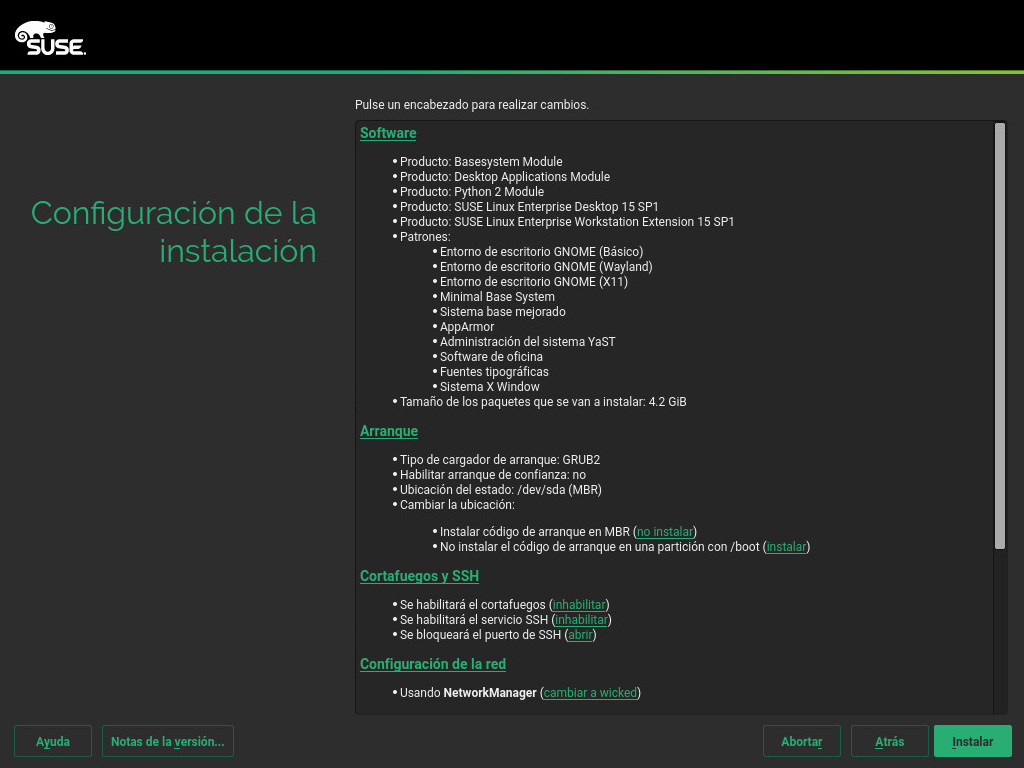 SUSE.
Pulse un encabezado para realizar cambios.
Configuración de la
instalación
Software
• Producto: Basesystem Module
• Producto: Desktop Applications Module
• Producto: Python 2 Module
• Producto: SUSE Linux Enterprise Desktop 15 SP1
• Producto: SUSE Linux Enterprise Workstation Extension 15 SP1
• Patrones:
• Entorno de escritorio GNOME (Básico)
• Entorno de escritorio GNOME (Wayland)
• Entorno de escritorio GNOME (X11)
• Minimal Base System
• Sistema base mejorado
• AppArmor
• Administración del sistema YaST
• Software de oficina
• Fuentes tipográficas
• Sistema X Window
• Tamaño de los paquetes que se van a instalar: 4.2 GiB
Arranque
• Tipo de cargador de arranque: GRUB2
• Habilitar arranque de confianza: no
• Ubicación del estado: /dev/sda (MBR)
• Cambiar la ubicación:
• Instalar código de arranque en MBR (no instalar)
• No instalar el código de arranque en una partición con /boot (instalar)
Cortafuegos y SSH
• Se habilitará el cortafuegos (inhabilitar)
• Se habilitará el servicio SSH (inhabilitar)
• Se bloqueará el puerto de SSH (abrir)
Configuración de la red
• Usando NetworkManager (cambiar a wicked)
Ayuda Notas de la versión... Abortar Atrás Instalar